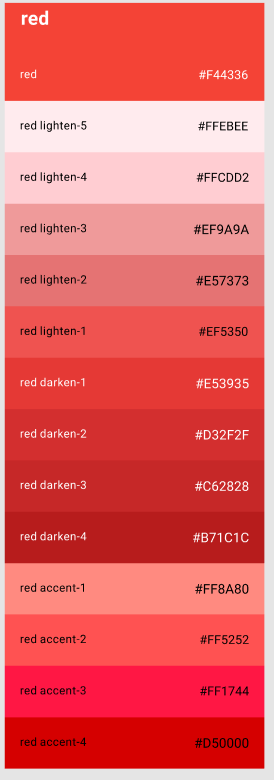 red
red #F44336
red lighten-5 #FFEBEE
red lighten-4 #FFCDD2
red lighten-3 #EF9A9A
red lighten-2 #E57373
red lighten-1 #EF5350
red darken-1 #E53935
red darken-2 #D32F2F
red darken-3 #C62828
red darken-4 #B71C1C
red accent-1 #FF8A80
red accent-2 #FF5252
red accent-3 #FF1744
red accent-4 #D50000